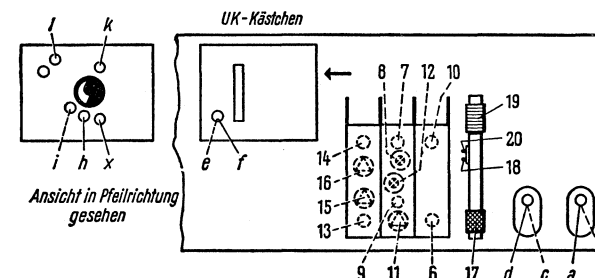 UK-Kästchen
l k
8 7 12 10
19
20
18
14
16
15
13
i h x
e f
Ansicht in Pfeilrichtung
gesehen
9 11 6 17 d c a